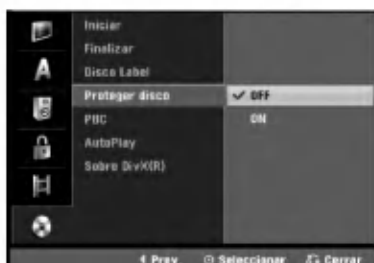 Iniciar
Finalizar
Disco Label
Proteger disco ✓ OFF
PBC ON
AutoPlay
Sobre DivX(R)
A
Prev. Seleccionar Cerrar